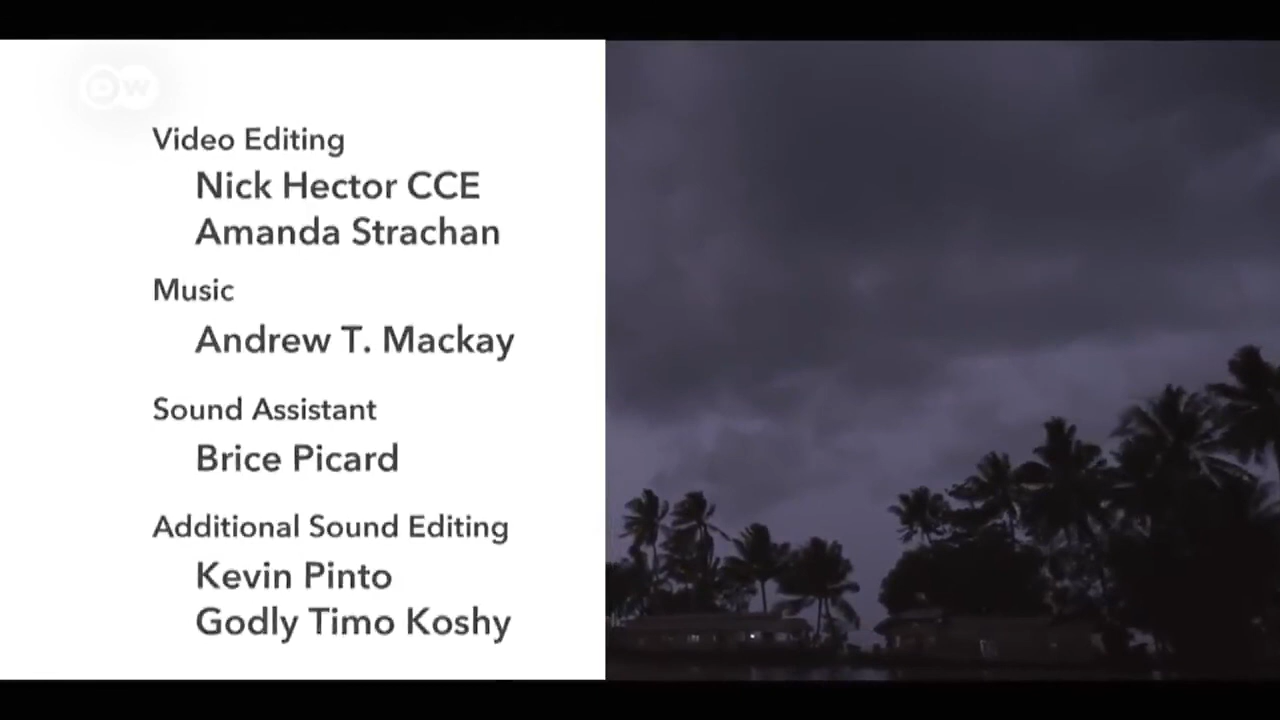 DW
Video Editing
Nick Hector CCE
Amanda Strachan
Music
Andrew T. Mackay
Sound Assistant
Brice Picard
Additional Sound Editing
Kevin Pinto
Godly Timo Koshy